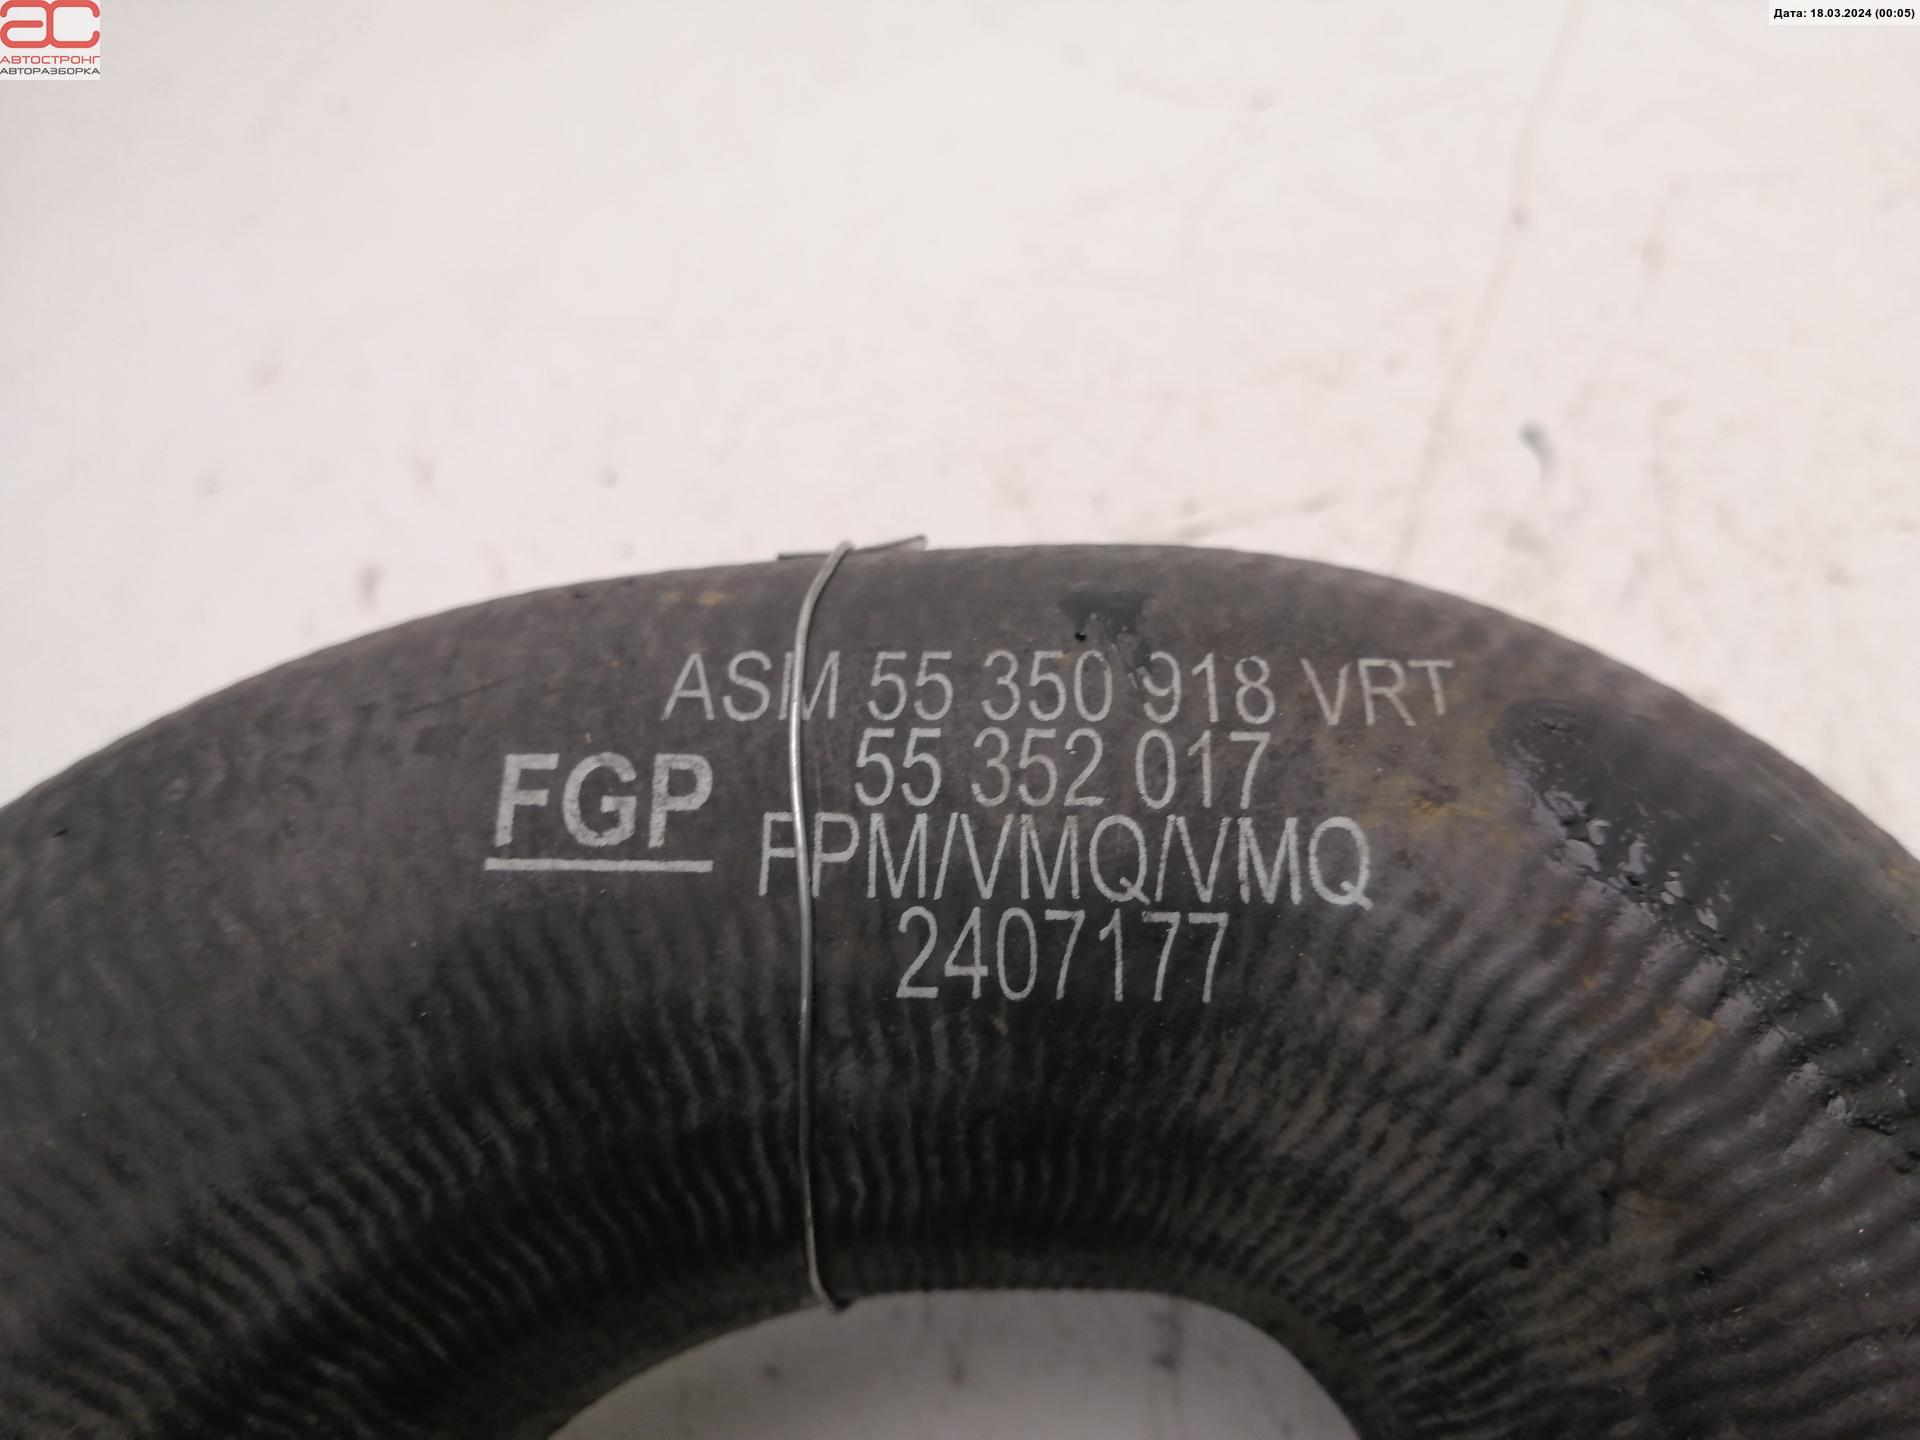 АВТОСТРОНГ
АВТОРАЗБОРКА
Дата: 18.03.2024 (00:05)
ASM 55 350 918 VRT
55 352 017
FGP
FPM/VMQ/VMQ
2407177